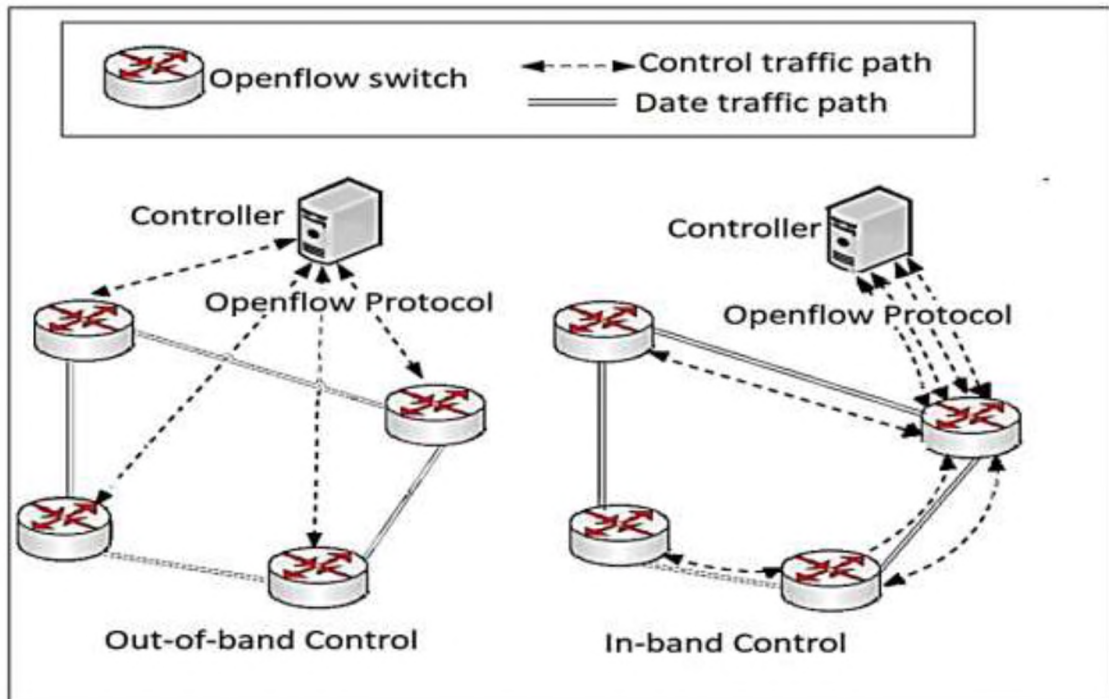 Openflow switch
Control traffic path
Date traffic path
Controller
Openflow Protocol
Out-of-band Control
Controller
Openflow Protocol
In-band Control